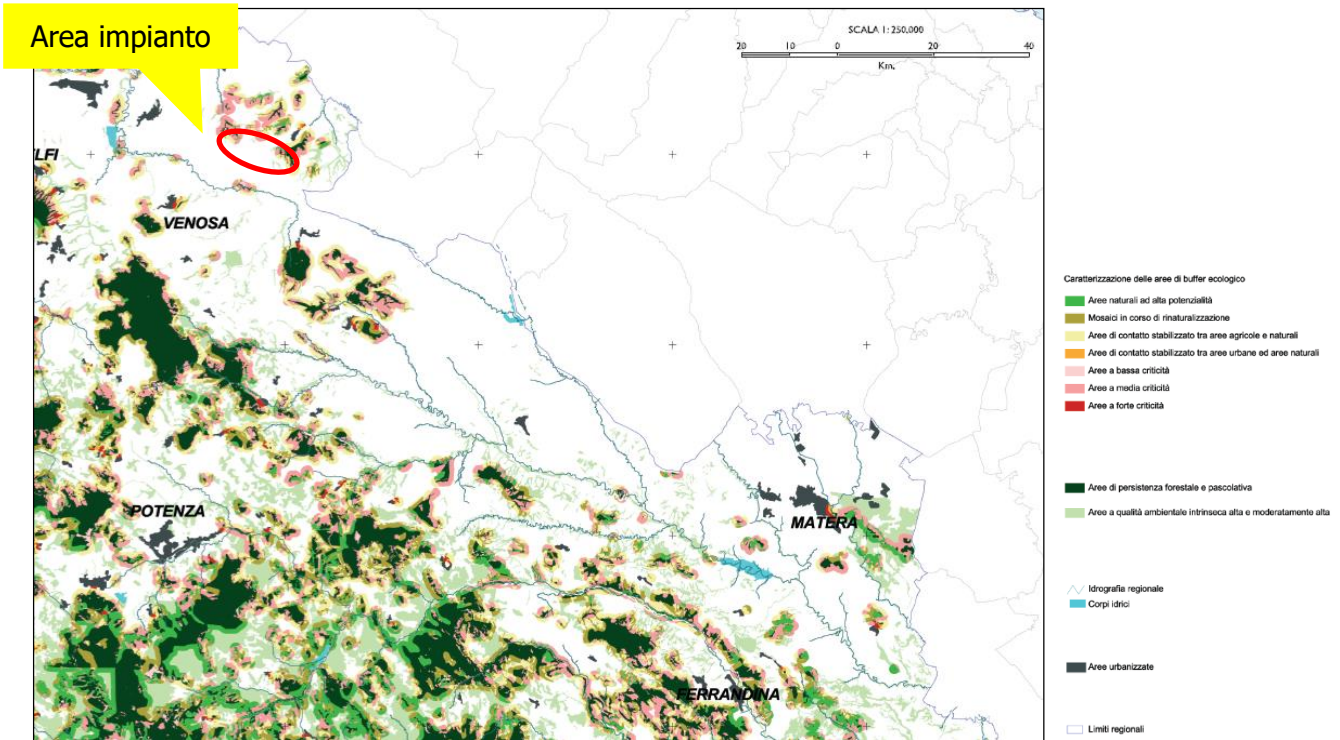 Area impianto
SCALA 1: 250.000
20 10 0 20 40
Km.
LFI
VENOSA
POTENZA
MATERA
FERRANDINA
Caratterizzazione delle aree di buffer ecologico
Aree naturali ad alta potenzialità
Mosaici in corso di rinaturalizzazione
Aree di contatto stabilizzato tra aree agricole e naturali
Aree di contatto stabilizzato tra aree urbane ed aree naturali
Aree a bassa criticità
Aree a media criticità
Aree a forte criticità
Aree di persistenza forestale e pascolativa
Aree a qualità ambientale intrinseca alta e moderatamente alta
Idrografia regionale
Corpi idrici
Aree urbanizzate
Limiti regionali